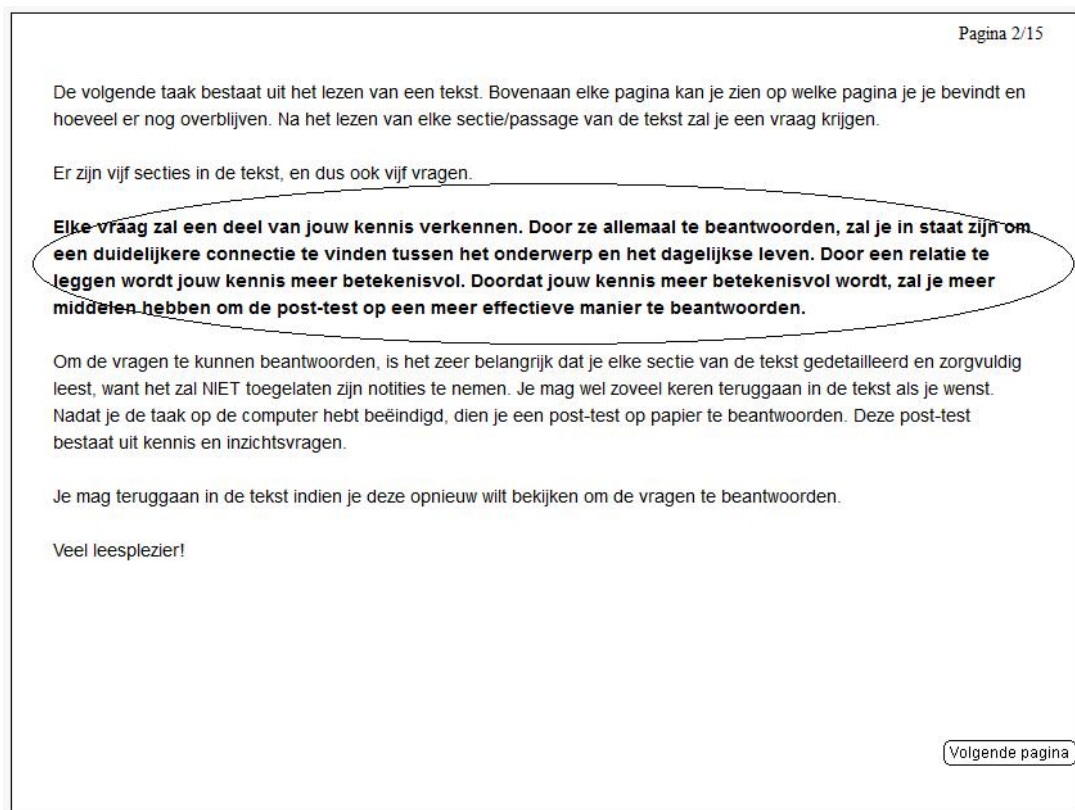 Pagina 2/15
De volgende taak bestaat uit het lezen van een tekst. Bovenaan elke pagina kan je zien op welke pagina je je bevindt en
hoeveel er nog overblijven. Na het lezen van elke sectie/passage van de tekst zal je een vraag krijgen.
Er zijn vijf secties in de tekst, en dus ook vijf vragen.
Elke vraag zal een deel van jouw kennis verkennen. Door ze allemaal te beantwoorden, zal je in staat zijn om
een duidelijkere connectie te vinden tussen het onderwerp en het dagelijkse leven. Door een relatie te
leggen wordt jouw kennis meer betekenisvol. Doordat jouw kennis meer betekenisvol wordt, zal je meer
middelen hebben om de post-test op een meer effectieve manier te beantwoorden.
Om de vragen te kunnen beantwoorden, is het zeer belangrijk dat je elke sectie van de tekst gedetailleerd en zorgvuldig
leest, want het zal NIET toegelaten zijn notities te nemen. Je mag wel zoveel keren teruggaan in de tekst als je wenst.
Nadat je de taak op de computer hebt beëindigd, dien je een post-test op papier te beantwoorden. Deze post-test
bestaat uit kennis en inzichtsvragen.
Je mag teruggaan in de tekst indien je deze opnieuw wilt bekijken om de vragen te beantwoorden.
Veel leesplezier!
Volgende pagina